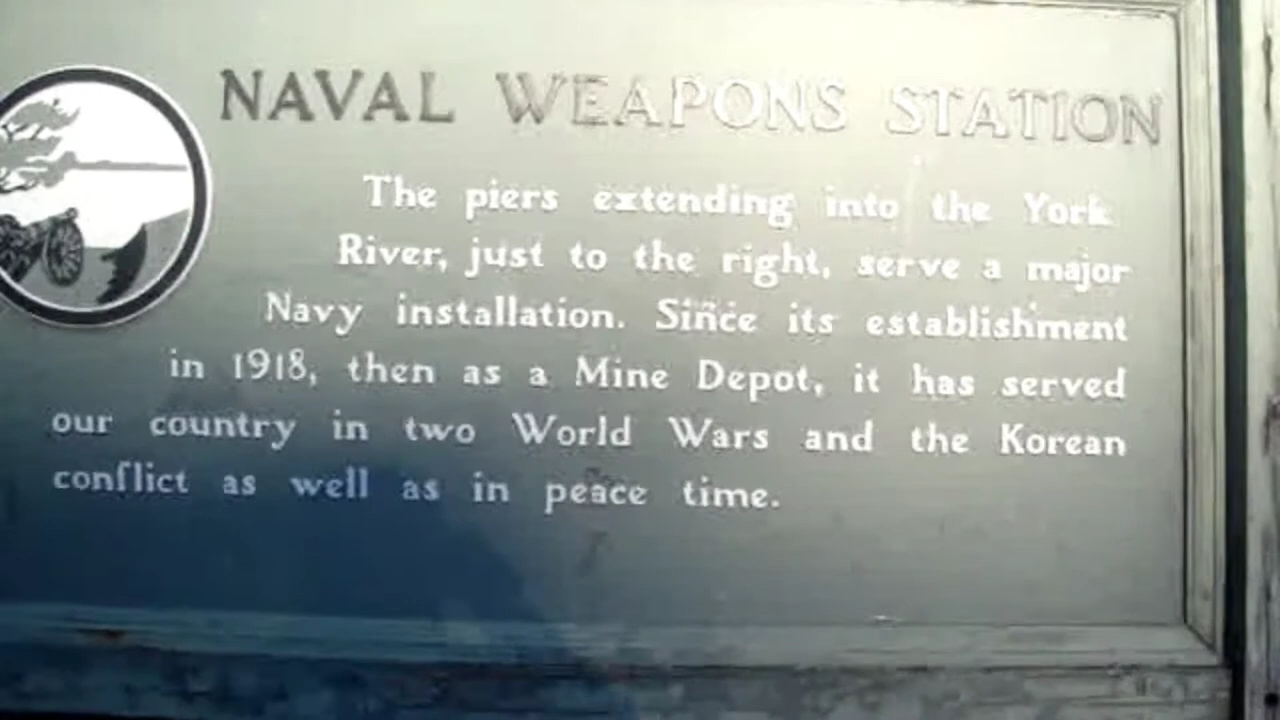 NAVAL WEAPONS STATION
The piers extending into the York
River, just to the right, serve a major
Navy installation. Since its establishment
in 1918, then as a Mine Depot, it has served
our country in two World Wars and the Korean
conflict as well as in peace time.